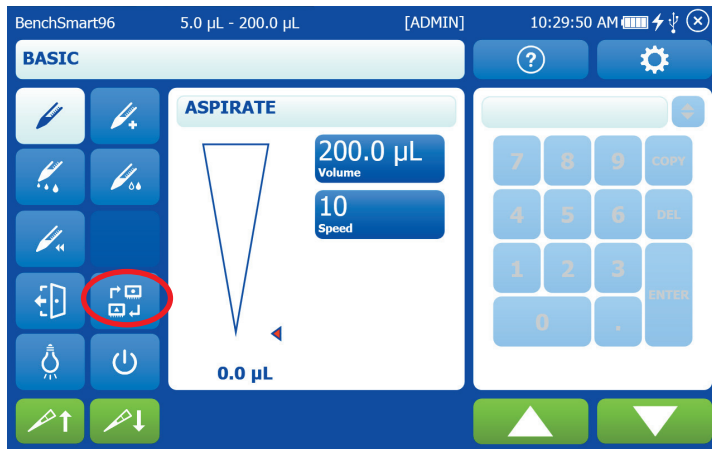 BenchSmart96 5.0 µL - 200.0 µL [ADMIN] 10:29:50 AM
BASIC
?
ASPIRATE
200.0 µL
Volume
10
Speed
0.0 µL
7 8 9 COPY
4 5 6 DEL
1 2 3
ENTER
0 .